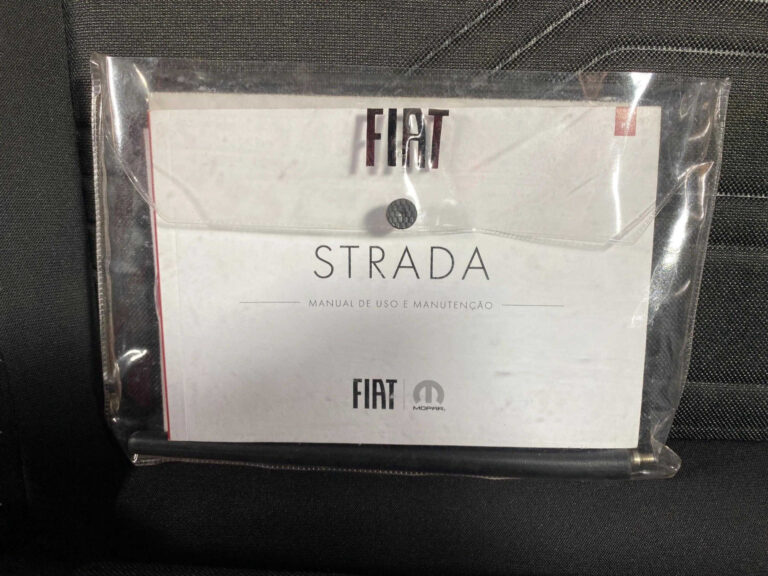 FIAT
STRADA
MANUAL DE USO E MANUTENÇÃO
FIAT
MOPAR